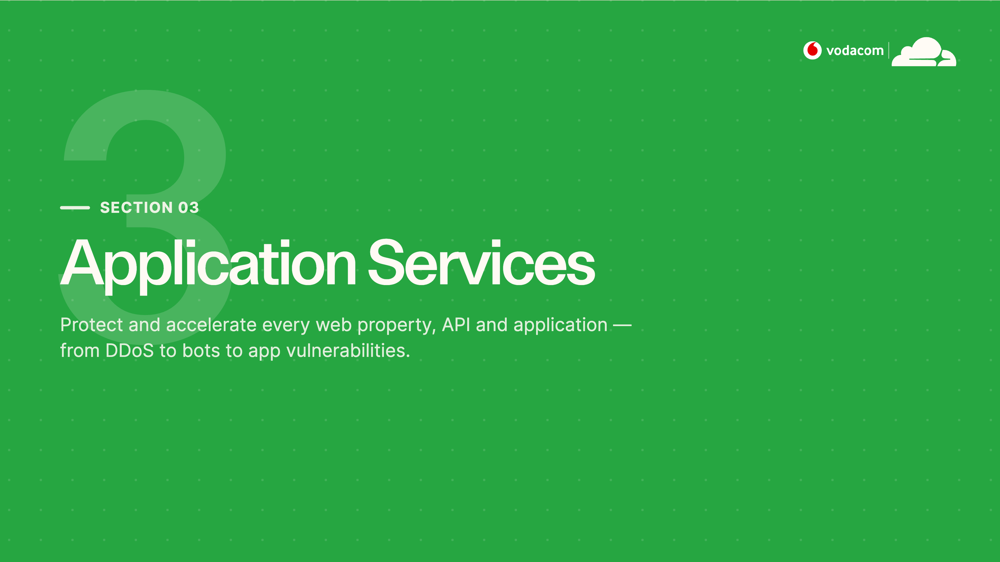 vodacom
3
SECTION 03
Application Services
Protect and accelerate every web property, API and application —
from DDoS to bots to app vulnerabilities.